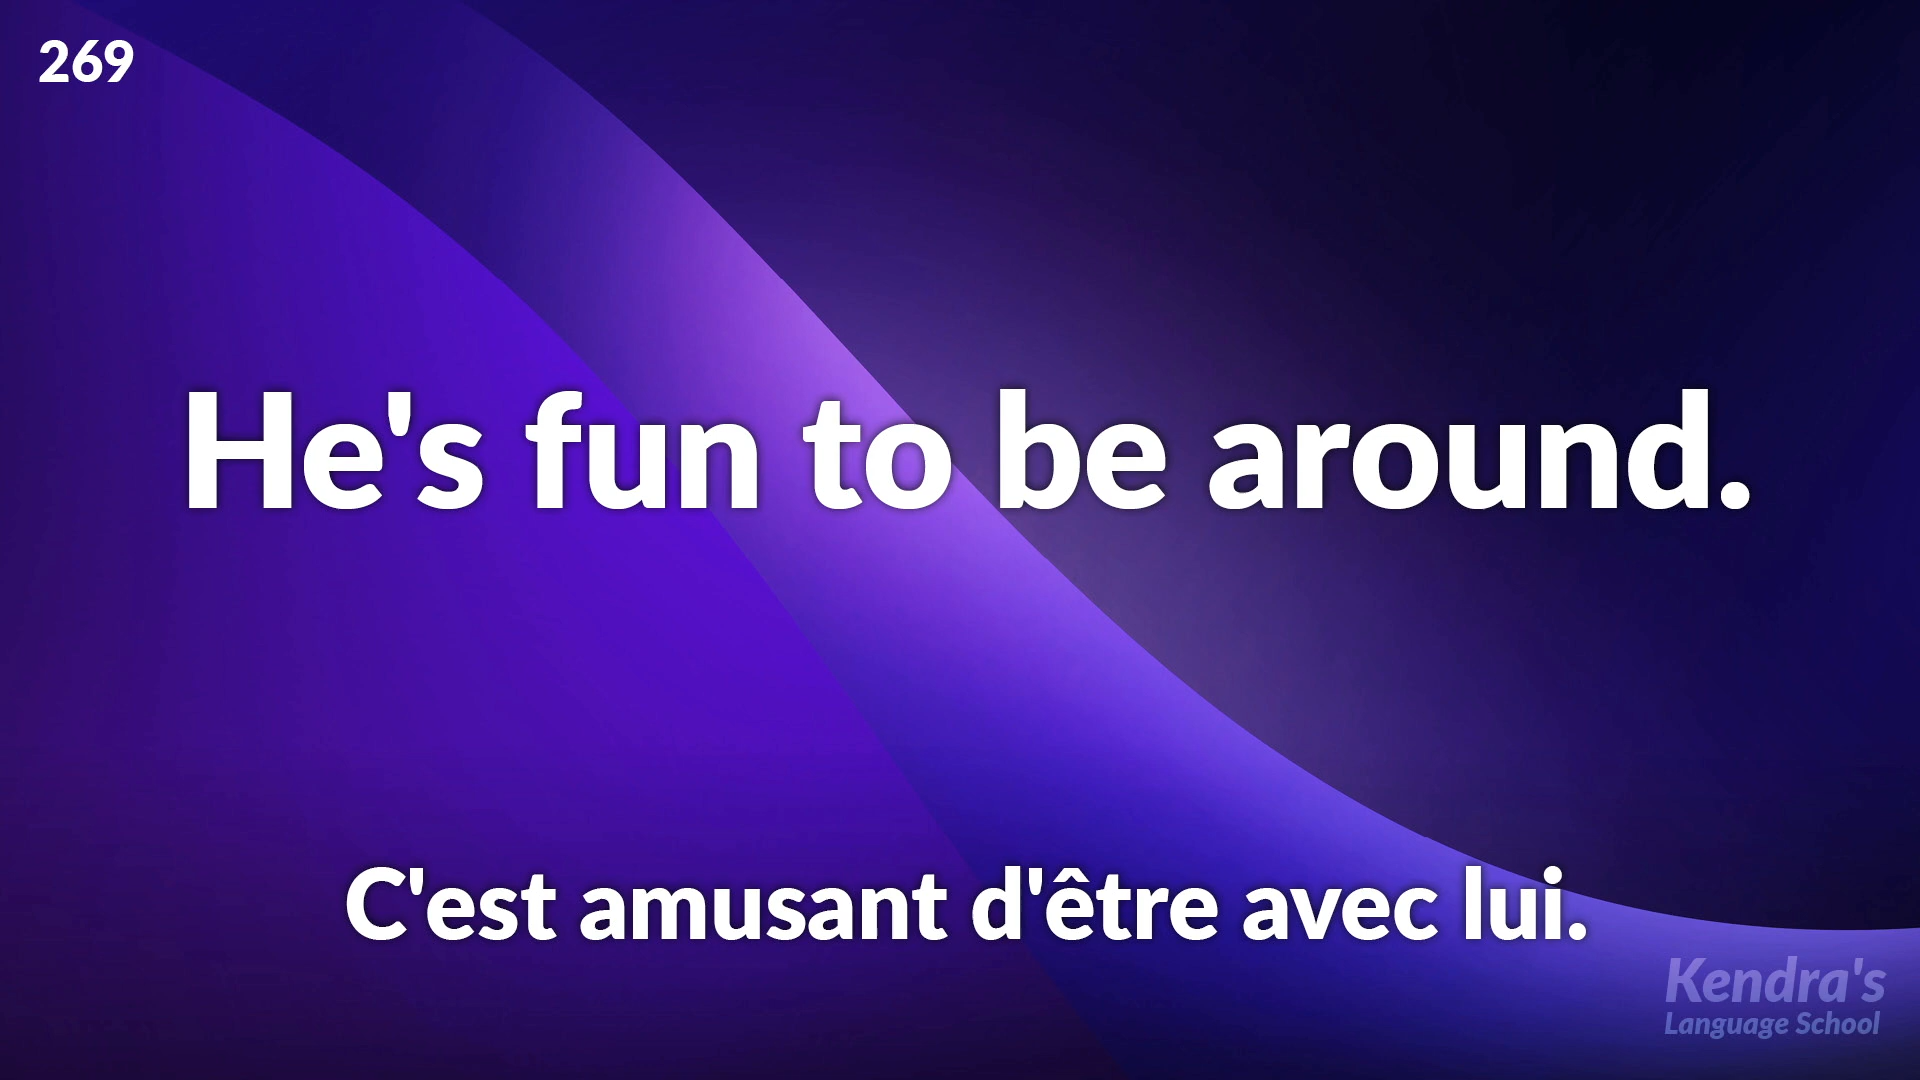 269
He's fun to be around.
C'est amusant d'être avec lui.
Kendra's
Language School